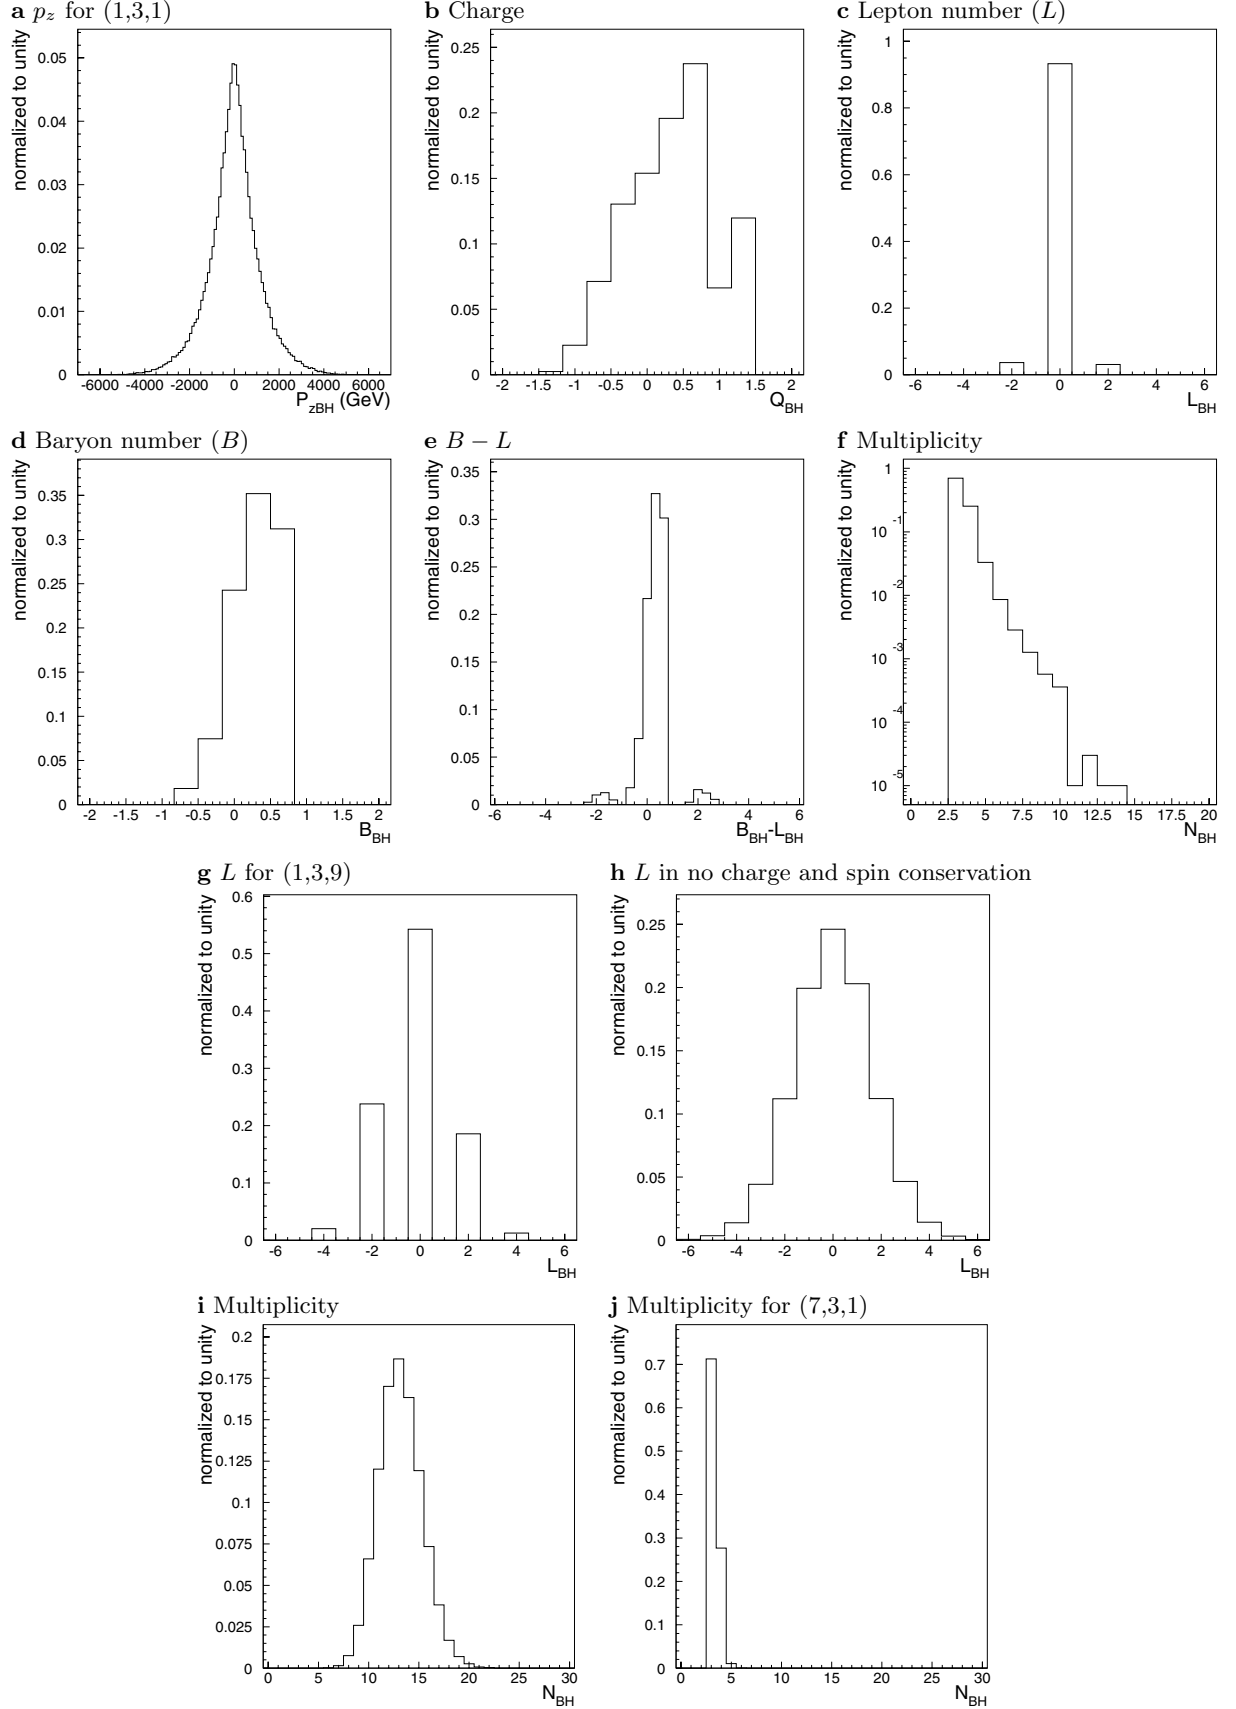 a p_z for (1,3,1)
normalized to unity
0.05
0.04
0.03
0.02
0.01
0
-6000 -4000 -2000 0 2000 4000 6000
P_zBH (GeV)
b Charge
normalized to unity
0.25
0.2
0.15
0.1
0.05
0
-2 -1.5 -1 -0.5 0 0.5 1 1.5 2
Q_BH
c Lepton number (L)
normalized to unity
1
0.8
0.6
0.4
0.2
0
-6 -4 -2 0 2 4 6
L_BH
d Baryon number (B)
normalized to unity
0.35
0.3
0.25
0.2
0.15
0.1
0.05
0
-2 -1.5 -1 -0.5 0 0.5 1 1.5 2
B_BH
e B − L
normalized to unity
0.35
0.3
0.25
0.2
0.15
0.1
0.05
0
-6 -4 -2 0 2 4 6
B_BH-L_BH
f Multiplicity
normalized to unity
1
10^-1
10^-2
10^-3
10^-4
10^-5
0 2.5 5 7.5 10 12.5 15 17.5 20
N_BH
g L for (1,3,9)
normalized to unity
0.6
0.5
0.4
0.3
0.2
0.1
0
-6 -4 -2 0 2 4 6
L_BH
h L in no charge and spin conservation
normalized to unity
0.25
0.2
0.15
0.1
0.05
0
-6 -4 -2 0 2 4 6
L_BH
i Multiplicity
normalized to unity
0.2
0.175
0.15
0.125
0.1
0.075
0.05
0.025
0
0 5 10 15 20 25 30
N_BH
j Multiplicity for (7,3,1)
normalized to unity
0.7
0.6
0.5
0.4
0.3
0.2
0.1
0
0 5 10 15 20 25 30
N_BH